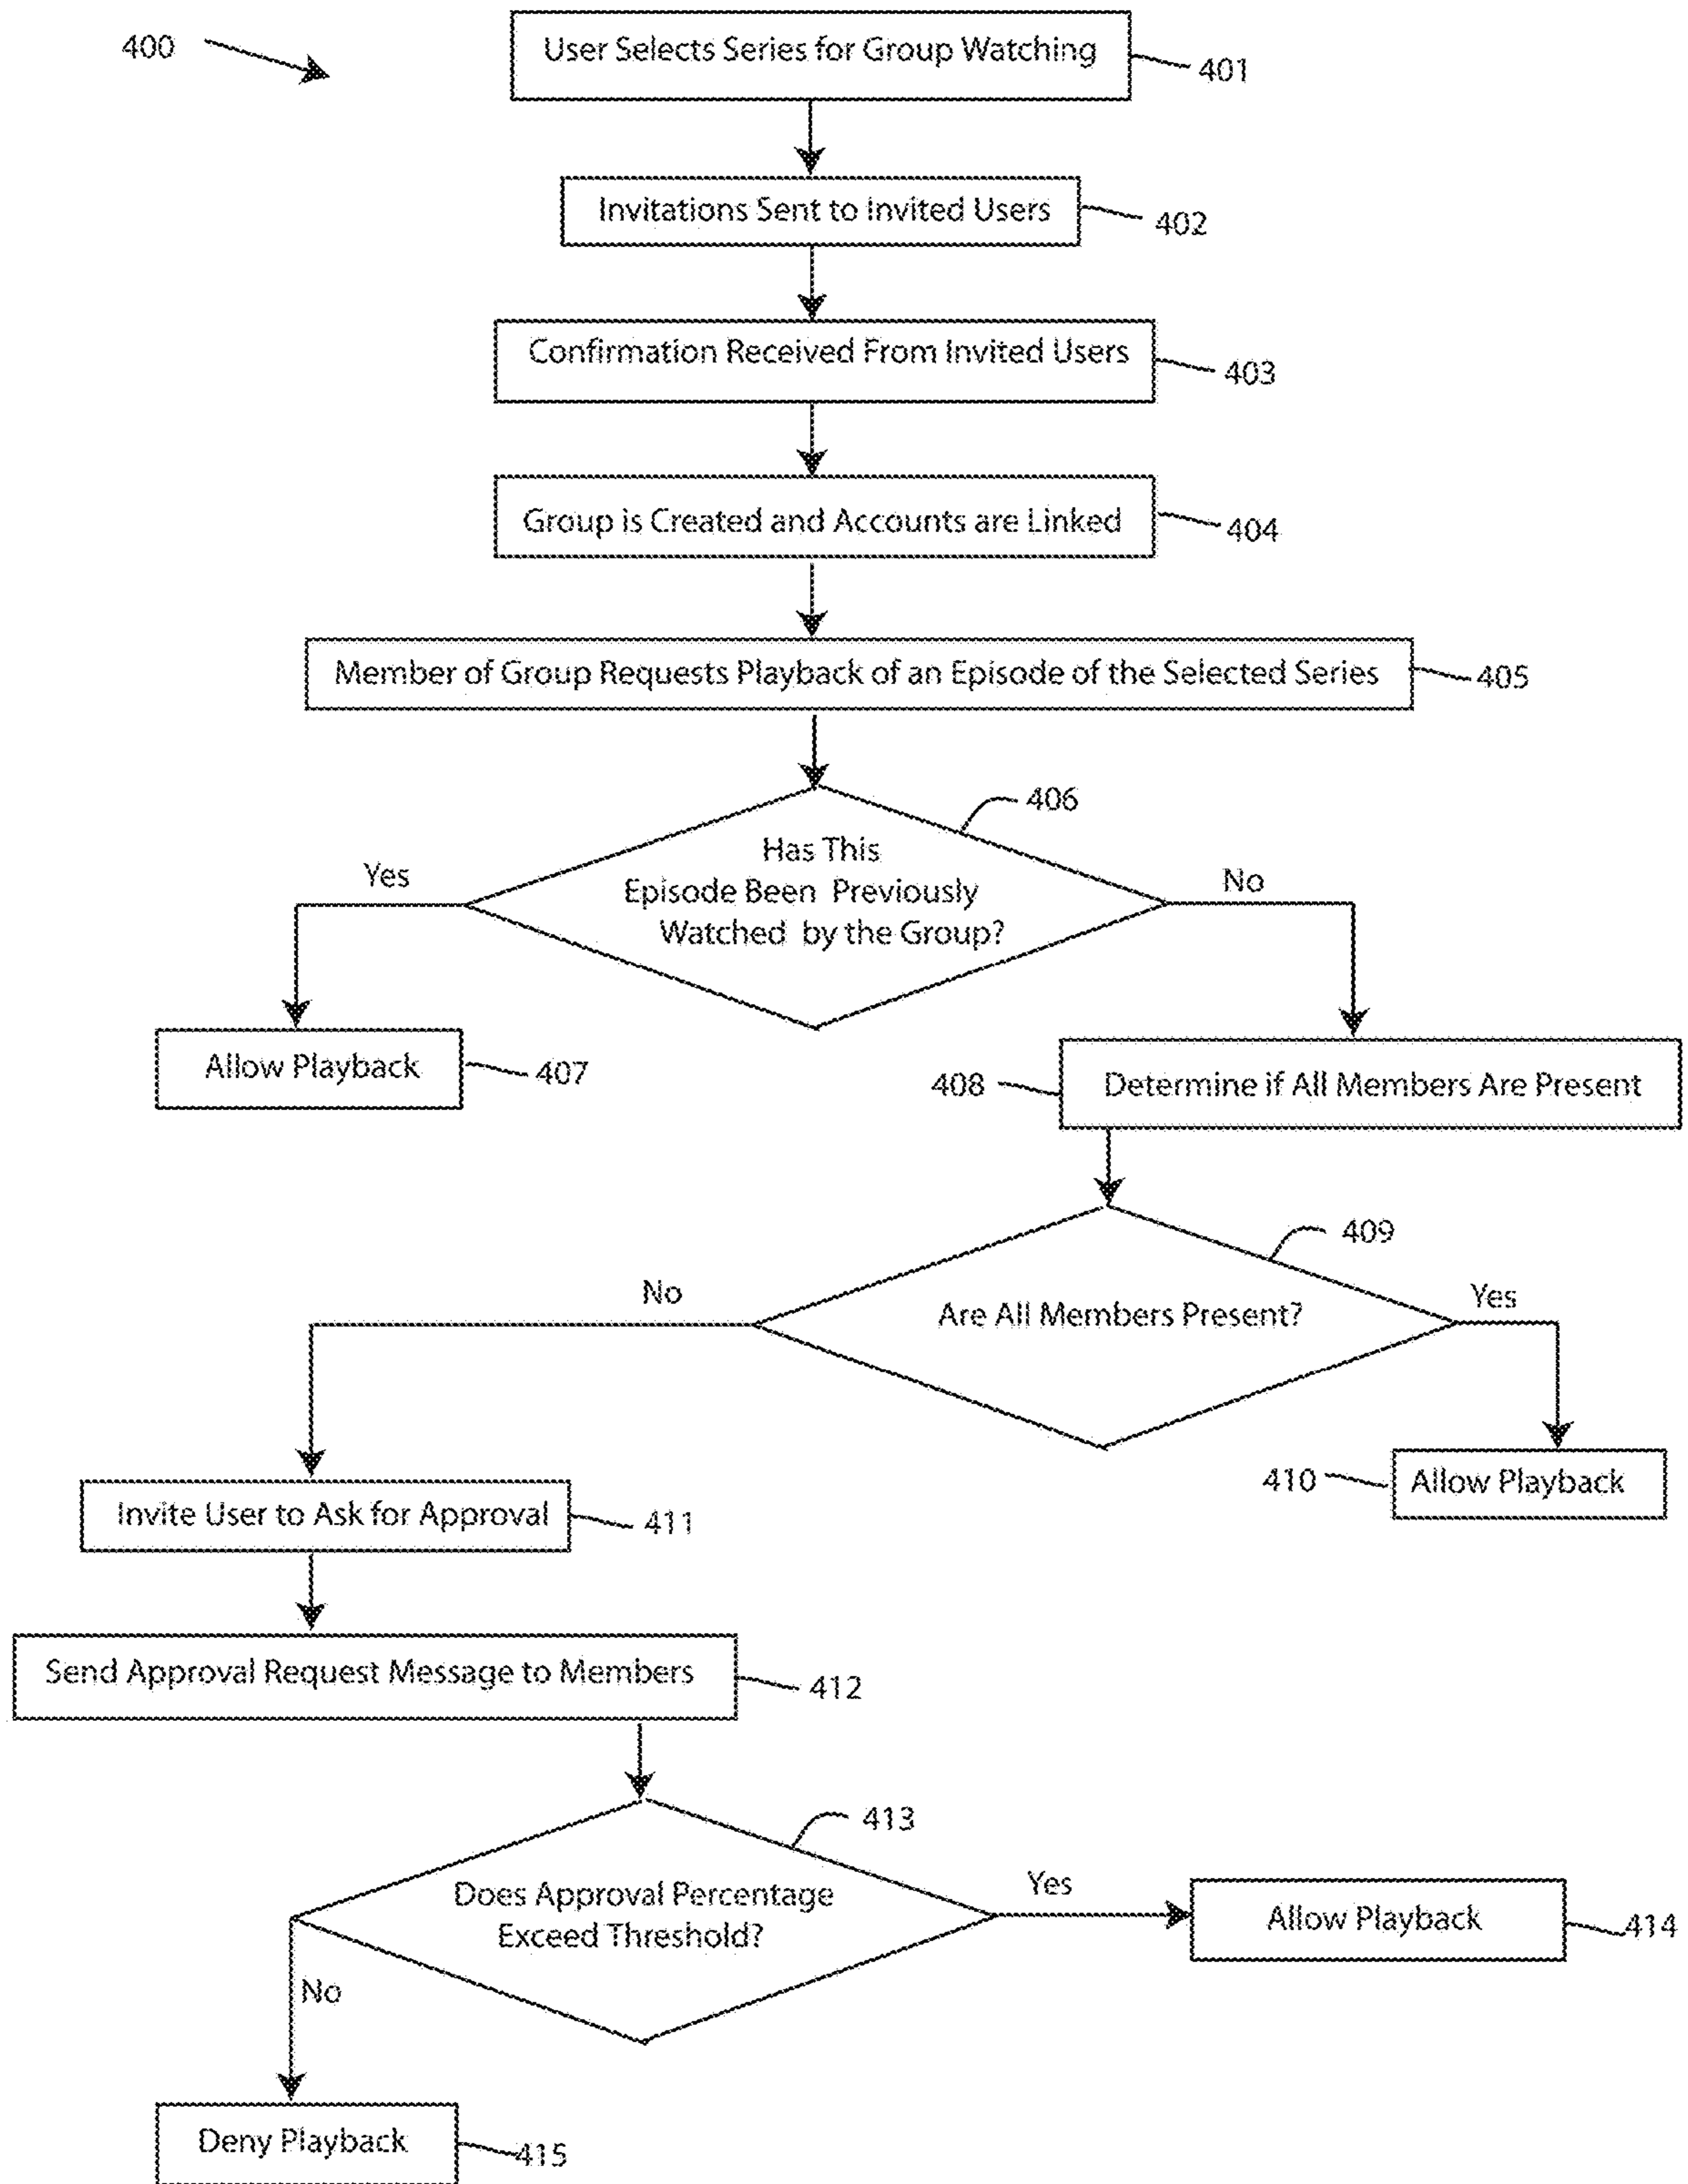 400
User Selects Series for Group Watching
401
Invitations Sent to Invited Users
402
Confirmation Received From Invited Users
403
Group is Created and Accounts are Linked
404
Member of Group Requests Playback of an Episode of the Selected Series
405
406
Has This
Episode Been Previously
Watched by the Group?
Yes
No
Allow Playback
407
408
Determine if All Members Are Present
409
Are All Members Present?
No
Yes
410
Allow Playback
Invite User to Ask for Approval
411
Send Approval Request Message to Members
412
413
Does Approval Percentage
Exceed Threshold?
Yes
Allow Playback
414
No
Deny Playback
415